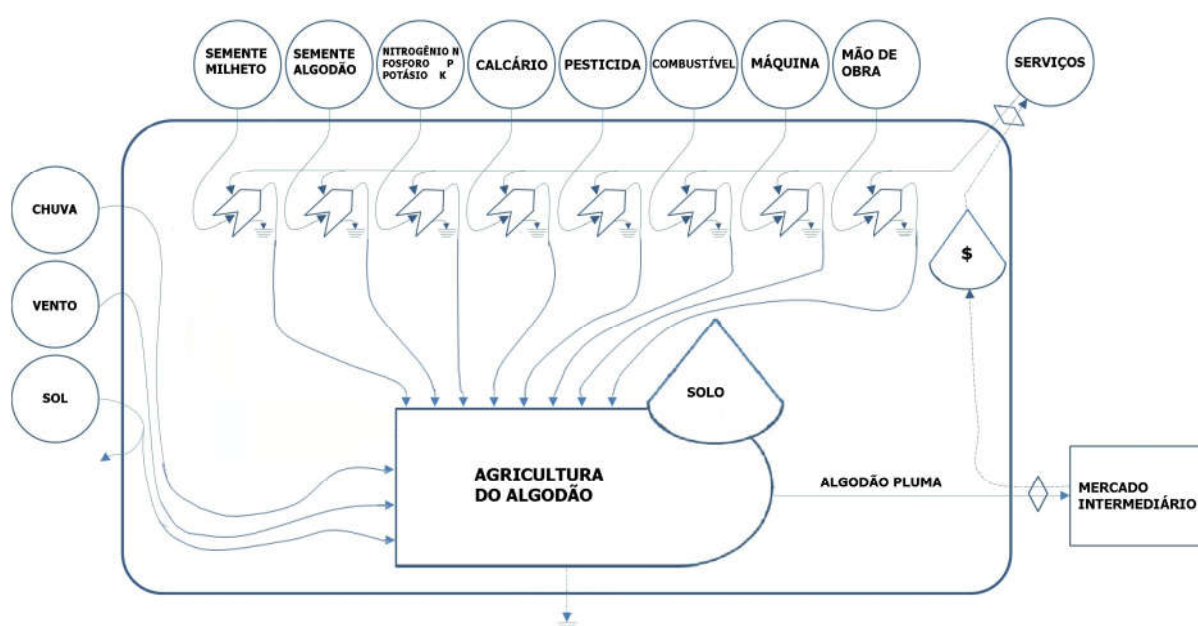 SEMENTE
MILHETO
SEMENTE
ALGODÃO
NITROGÊNIO N
FOSFORO P
POTÁSIO K
CALCÁRIO
PESTICIDA
COMBUSTÍVEL
MÁQUINA
MÃO DE
OBRA
SERVIÇOS
CHUVA
VENTO
SOL
$
SOLO
AGRICULTURA
DO ALGODÃO
ALGODÃO PLUMA
MERCADO
INTERMEDIÁRIO